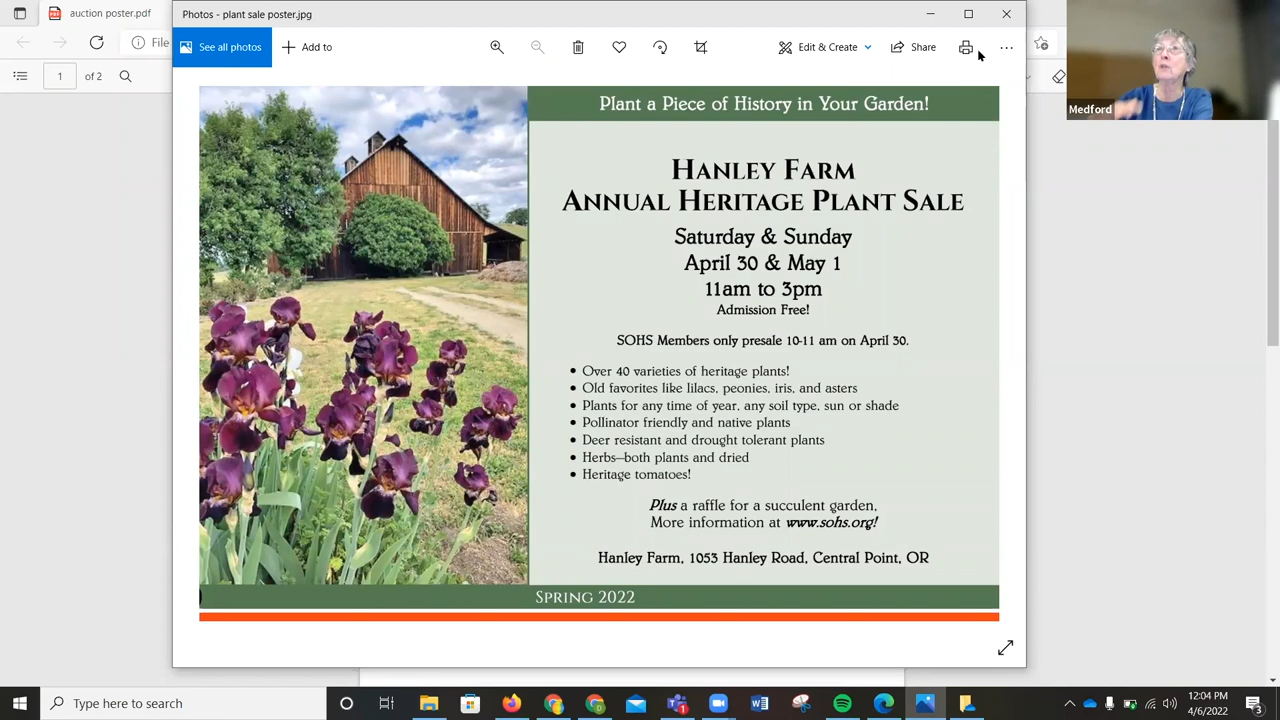 auction poster.pdf
Photos - plant sale poster.jpg
See all photos
Add to
Edit & Create
Share
File
1 of 2
Medford
Plant a Piece of History in Your Garden!
Hanley Farm
Annual Heritage Plant Sale
Saturday & Sunday
April 30 & May 1
11am to 3pm
Admission Free!
SOHS Members only presale 10-11 am on April 30.
• Over 40 varieties of heritage plants!
• Old favorites like lilacs, peonies, iris, and asters
• Plants for any time of year, any soil type, sun or shade
• Pollinator friendly and native plants
• Deer resistant and drought tolerant plants
• Herbs—both plants and dried
• Heritage tomatoes!
Plus a raffle for a succulent garden,
More information at www.sohs.org!
Hanley Farm, 1053 Hanley Road, Central Point, OR
Spring 2022
Type here to search
12:04 PM
4/6/2022
3